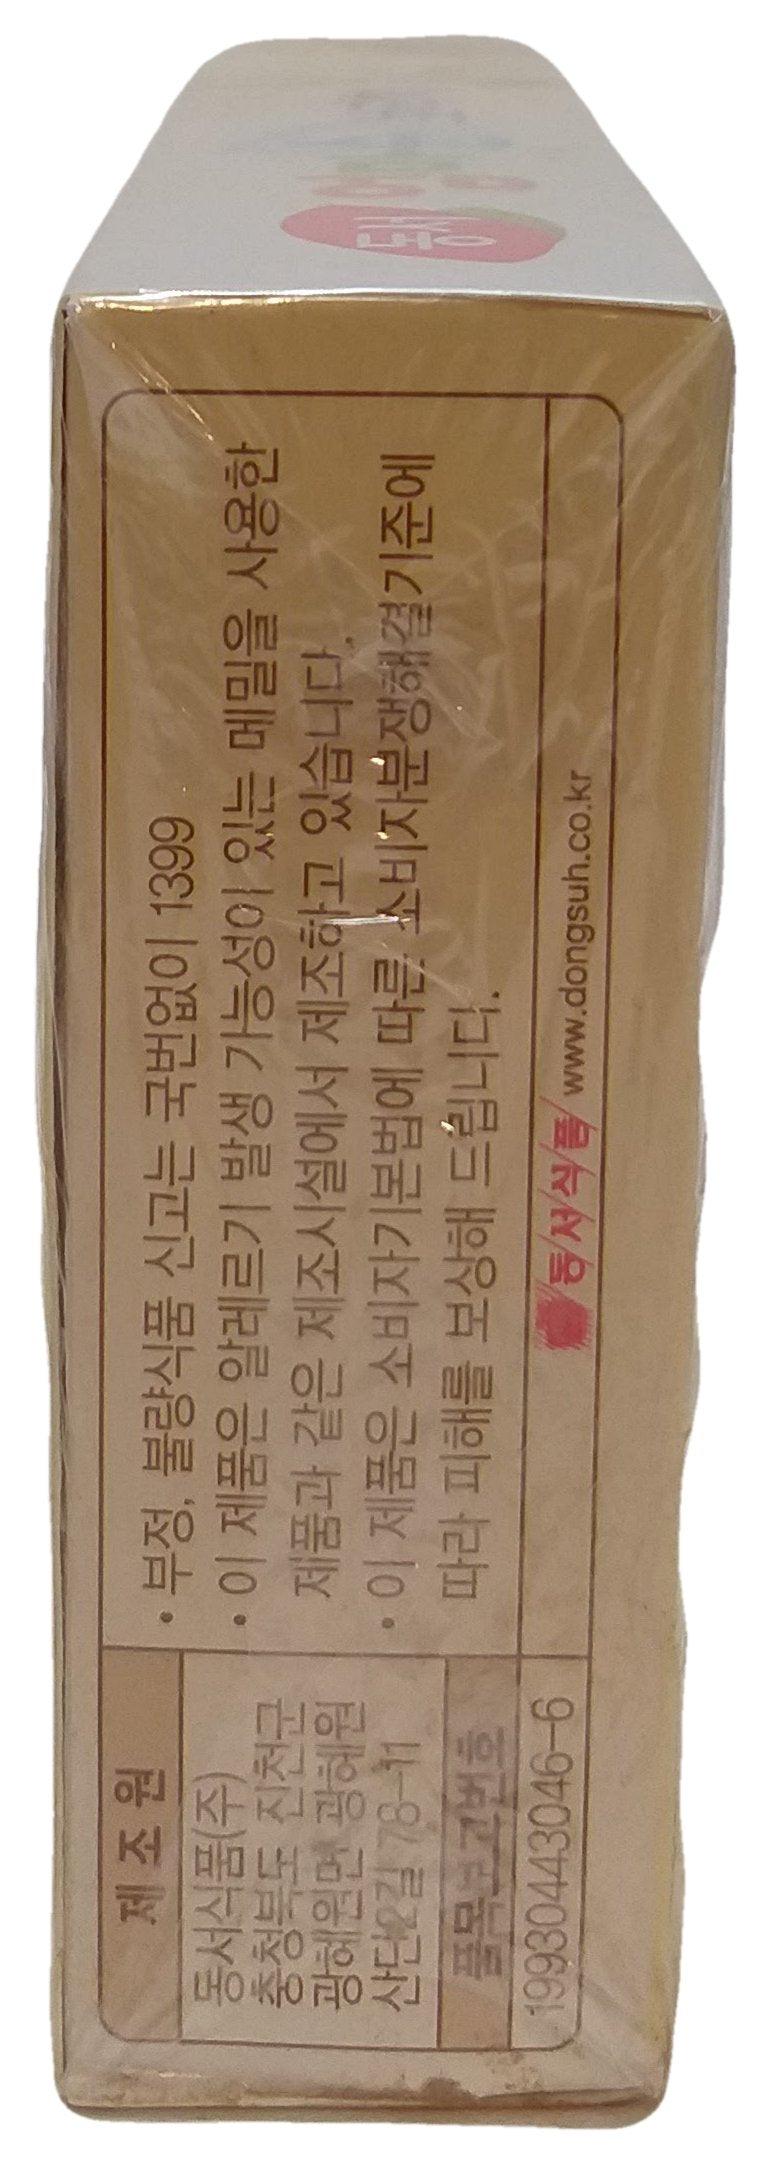 동서
제조원
동서식품(주)
충청북도 진천군
광혜원면 광혜원
산단2길 78-11
품목보고번호
19930443046-6
• 부정, 불량식품 신고는 국번없이 1399
• 이 제품은 알레르기 발생 가능성이 있는 메밀을 사용한
제품과 같은 제조시설에서 제조하고 있습니다.
• 이 제품은 소비자기본법에 따른 소비자분쟁해결기준에
따라 피해를 보상해 드립니다.
동서식품 www.dongsuh.co.kr